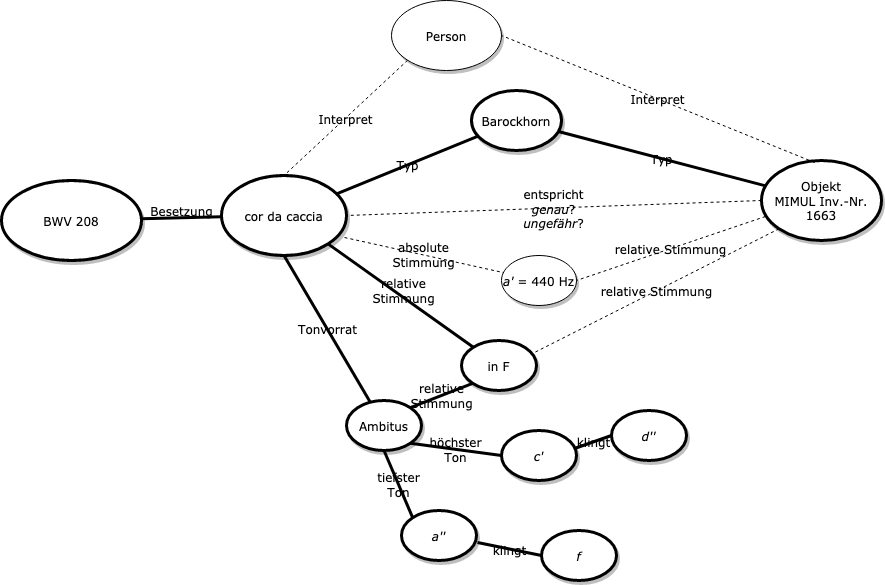 Person
Interpret
Interpret
Barockhorn
Typ
Typ
Objekt
MIMUL Inv.-Nr.
1663
BWV 208
Besetzung
cor da caccia
entspricht
genau?
ungefähr?
absolute
Stimmung
a' = 440 Hz
relative Stimmung
relative
Stimmung
relative Stimmung
Tonvorrat
in F
relative
Stimmung
Ambitus
höchster
Ton
c'
klingt
d''
tiefster
Ton
a''
klingt
f